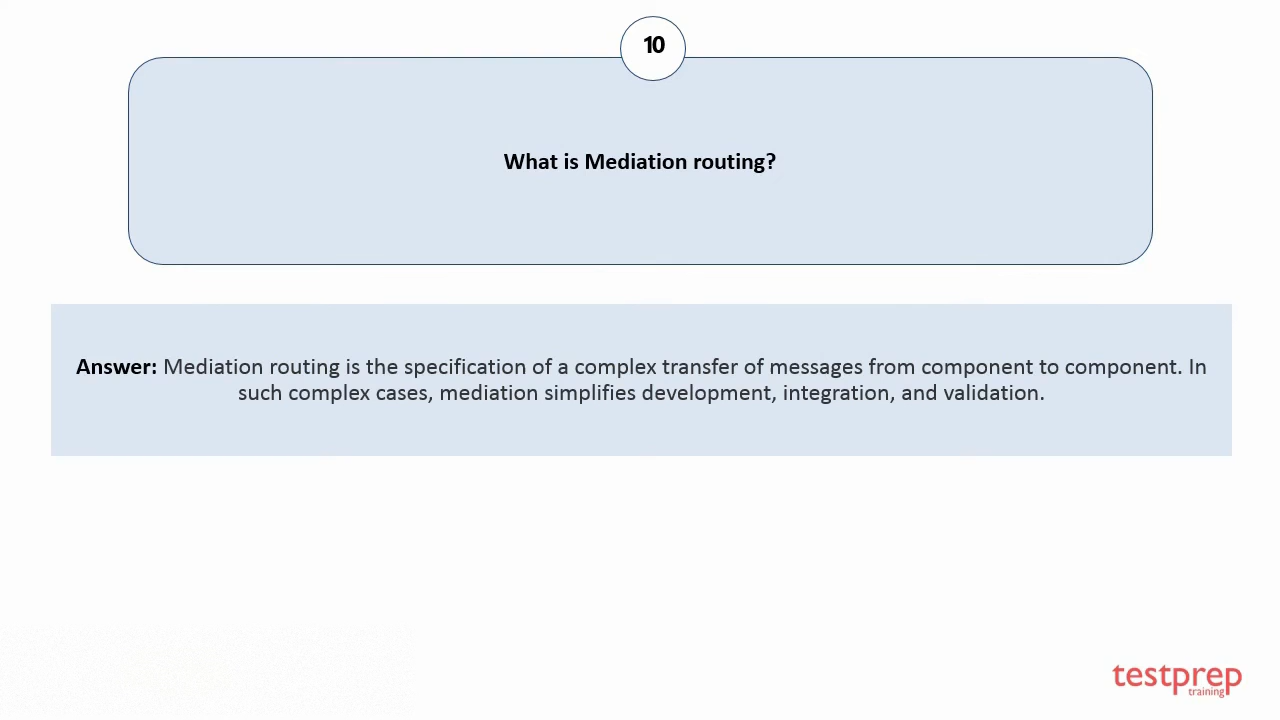 10
What is Mediation routing?
Answer: Mediation routing is the specification of a complex transfer of messages from component to component. In
such complex cases, mediation simplifies development, integration, and validation.
testprep
training